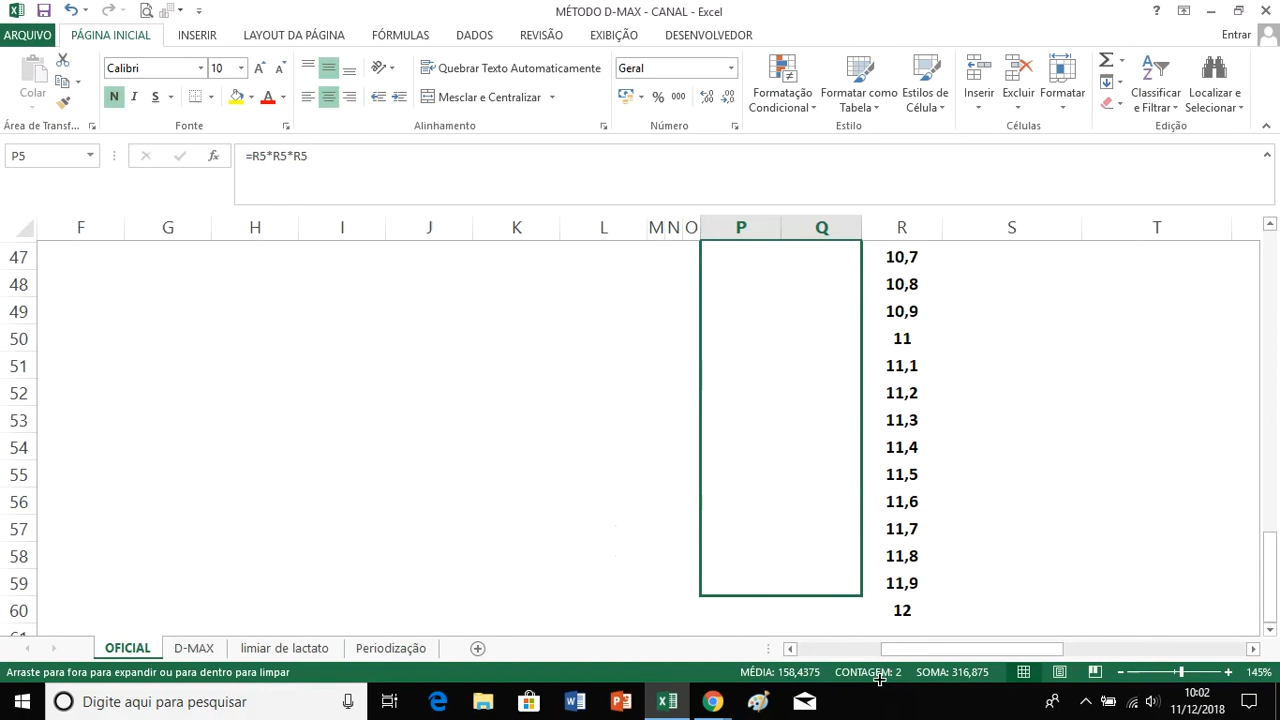 MÉTODO D-MAX - CANAL - Excel
ARQUIVO PÁGINA INICIAL INSERIR LAYOUT DA PÁGINA FÓRMULAS DADOS REVISÃO EXIBIÇÃO DESENVOLVEDOR Entrar
Colar
Área de Transf...
Calibri 10
N I S
Fonte
Quebrar Texto Automaticamente
Mesclar e Centralizar
Alinhamento
Geral
% 000
Número
Formatação Condicional
Formatar como Tabela
Estilos de Célula
Estilo
Inserir Excluir Formatar
Células
Classificar e Filtrar
Localizar e Selecionar
Edição
P5 fx =R5*R5*R5
F G H I J K L M N O P Q R S T
47 10,7
48 10,8
49 10,9
50 11
51 11,1
52 11,2
53 11,3
54 11,4
55 11,5
56 11,6
57 11,7
58 11,8
59 11,9
60 12
61
OFICIAL D-MAX limiar de lactato Periodização
Arraste para fora para expandir ou para dentro para limpar MÉDIA: 158,4375 CONTAGEM: 2 SOMA: 316,875 145%
Digite aqui para pesquisar
10:02
11/12/2018